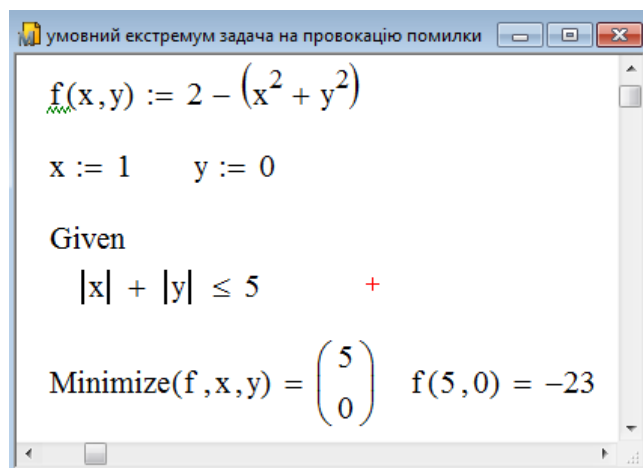 умовний екстремум задача на провокацію помилки
f(x,y) := 2 − (x² + y²)
x := 1 y := 0
Given
|x| + |y| ≤ 5 +
Minimize(f,x,y) = (5 0) f(5,0) = −23